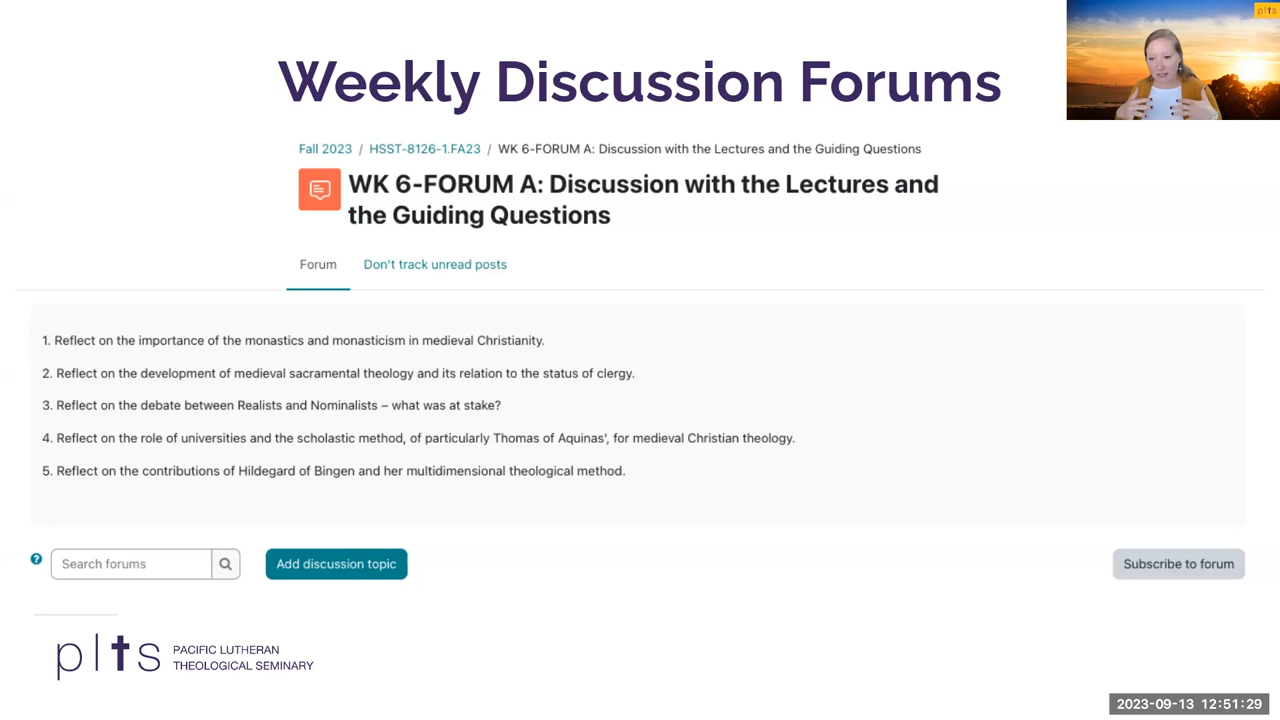 plts
Weekly Discussion Forums
Fall 2023 / HSST-8126-1.FA23 / WK 6-FORUM A: Discussion with the Lectures and the Guiding Questions
WK 6-FORUM A: Discussion with the Lectures and
the Guiding Questions
Forum Don't track unread posts
1. Reflect on the importance of the monastics and monasticism in medieval Christianity.
2. Reflect on the development of medieval sacramental theology and its relation to the status of clergy.
3. Reflect on the debate between Realists and Nominalists – what was at stake?
4. Reflect on the role of universities and the scholastic method, of particularly Thomas of Aquinas', for medieval Christian theology.
5. Reflect on the contributions of Hildegard of Bingen and her multidimensional theological method.
? Search forums Add discussion topic Subscribe to forum
plts PACIFIC LUTHERAN
THEOLOGICAL SEMINARY
2023-09-13 12:51:29